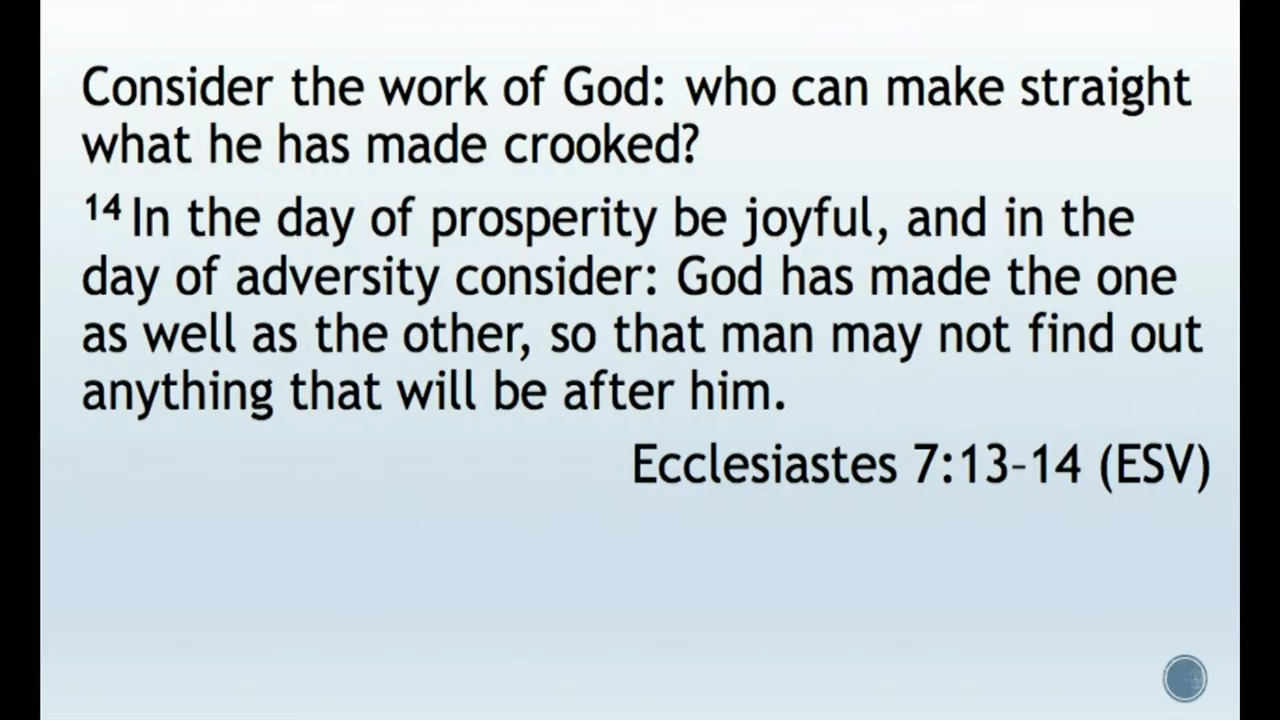 Consider the work of God: who can make straight
what he has made crooked?
14 In the day of prosperity be joyful, and in the
day of adversity consider: God has made the one
as well as the other, so that man may not find out
anything that will be after him.
Ecclesiastes 7:13–14 (ESV)